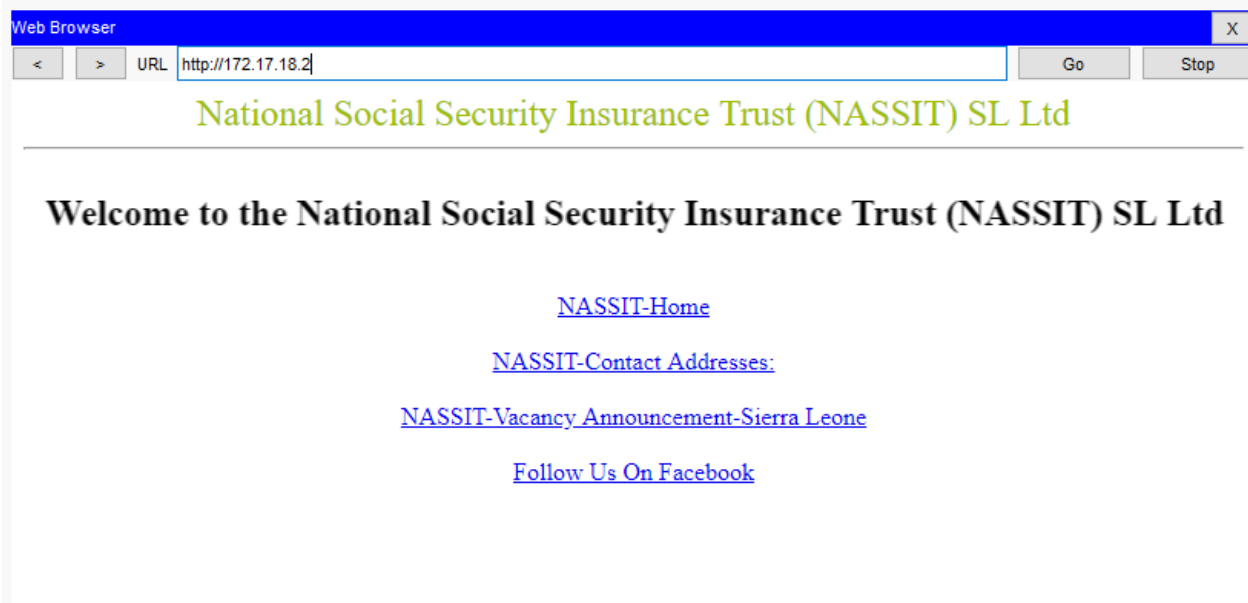 Web Browser X
< > URL http://172.17.18.2 Go Stop
National Social Security Insurance Trust (NASSIT) SL Ltd
Welcome to the National Social Security Insurance Trust (NASSIT) SL Ltd
NASSIT-Home
NASSIT-Contact Addresses:
NASSIT-Vacancy Announcement-Sierra Leone
Follow Us On Facebook